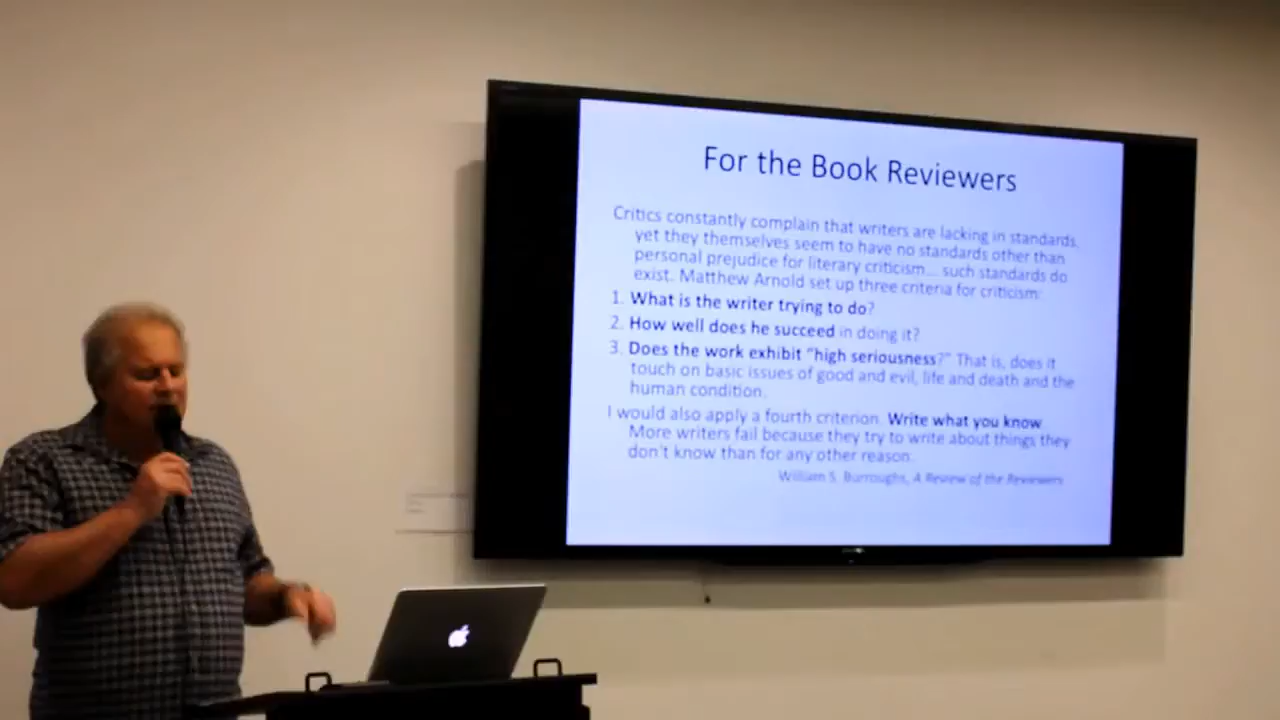 For the Book Reviewers
Critics constantly complain that writers are lacking in standards,
yet they themselves seem to have no standards other than
personal prejudice for literary criticism... such standards do
exist. Matthew Arnold set up three criteria for criticism:
1. What is the writer trying to do?
2. How well does he succeed in doing it?
3. Does the work exhibit “high seriousness?” That is, does it
touch on basic issues of good and evil, life and death and the
human condition.
I would also apply a fourth criterion. Write what you know.
More writers fail because they try to write about things they
don't know than for any other reason.
William S. Burroughs, A Review of the Reviewers